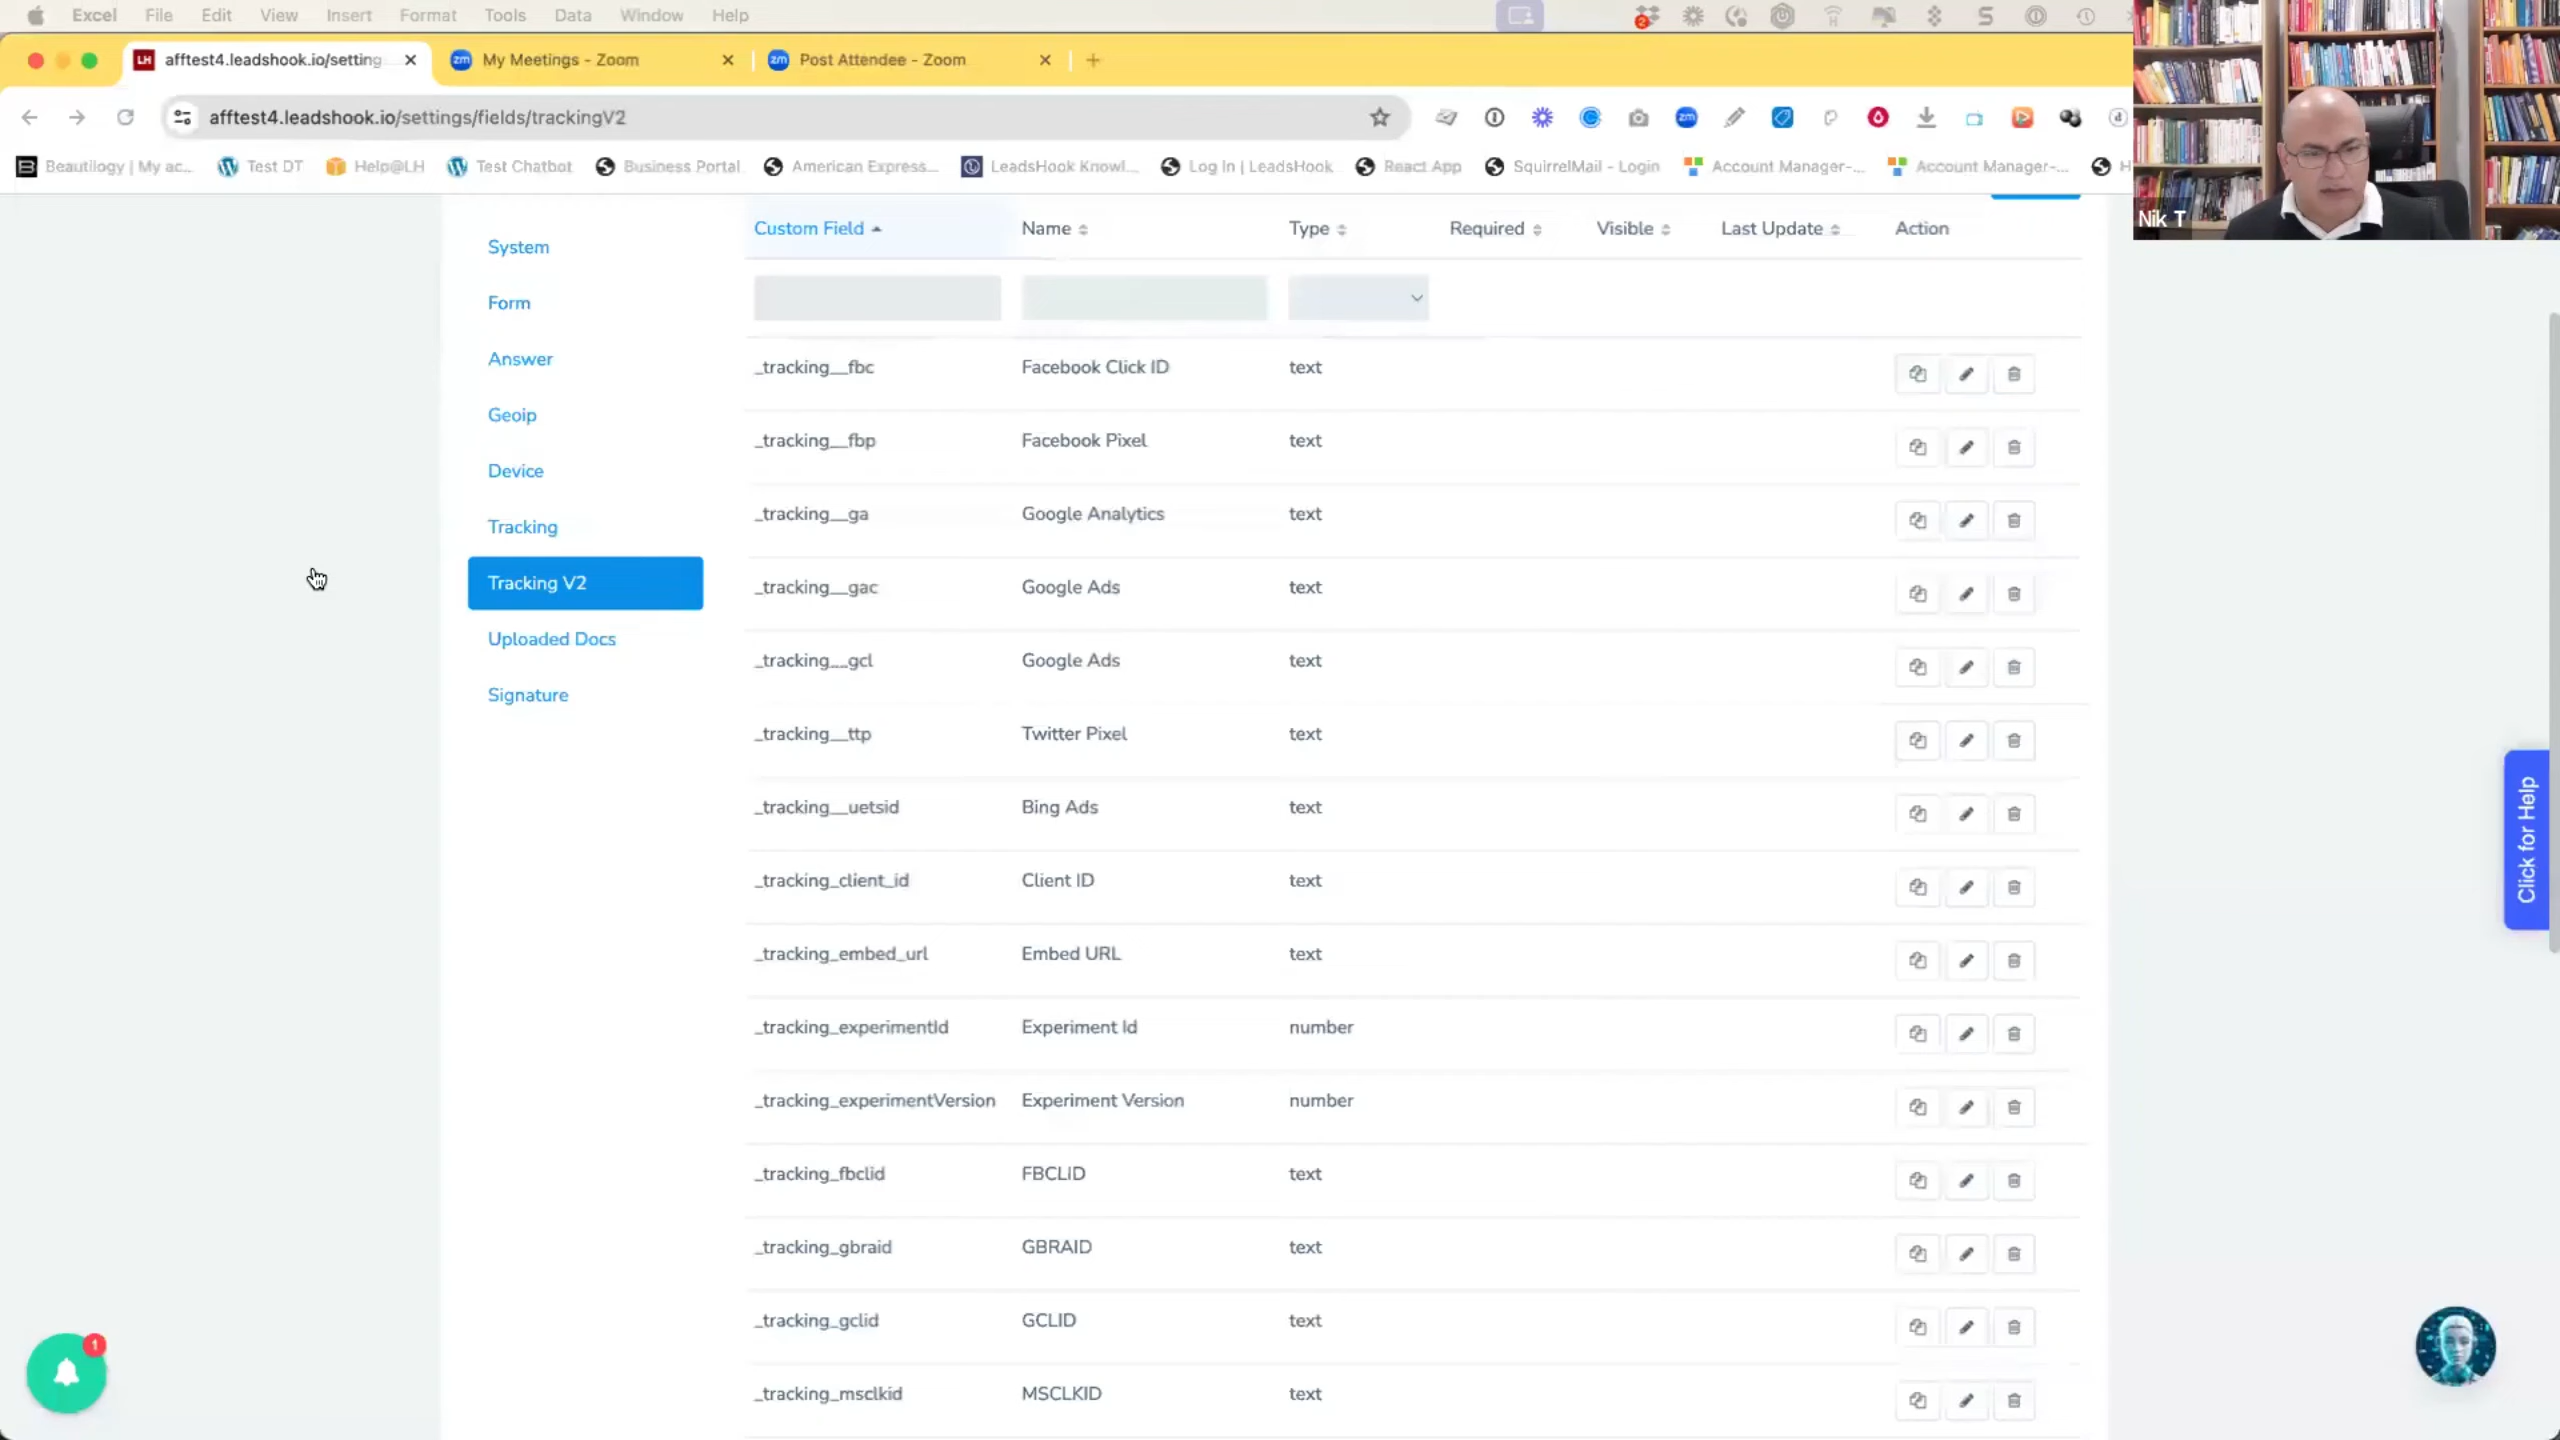 Excel File Edit View Insert Format Tools Data Window Help
2
LH afftest4.leadshook.io/setting
zm My Meetings - Zoom
zm Post Attendee - Zoom
afftest4.leadshook.io/settings/fields/trackingV2
zm
Beautilogy | My ac...
Test DT
Help@LH
Test Chatbot
Business Portal
American Express...
LeadsHook Knowl...
Log In | LeadsHook
React App
SquirrelMail - Login
Account Manager-...
Account Manager-...
H
Nik T
System
Form
Answer
Geoip
Device
Tracking
Tracking V2
Uploaded Docs
Signature
Custom Field Name Type Required Visible Last Update Action
_tracking__fbc Facebook Click ID text
_tracking__fbp Facebook Pixel text
_tracking__ga Google Analytics text
_tracking__gac Google Ads text
_tracking__gcl Google Ads text
_tracking__ttp Twitter Pixel text
_tracking__uetsid Bing Ads text
_tracking_client_id Client ID text
_tracking_embed_url Embed URL text
_tracking_experimentId Experiment Id number
_tracking_experimentVersion Experiment Version number
_tracking_fbclid FBCLID text
_tracking_gbraid GBRAID text
_tracking_gclid GCLID text
_tracking_msclkid MSCLKID text
Click for Help
1